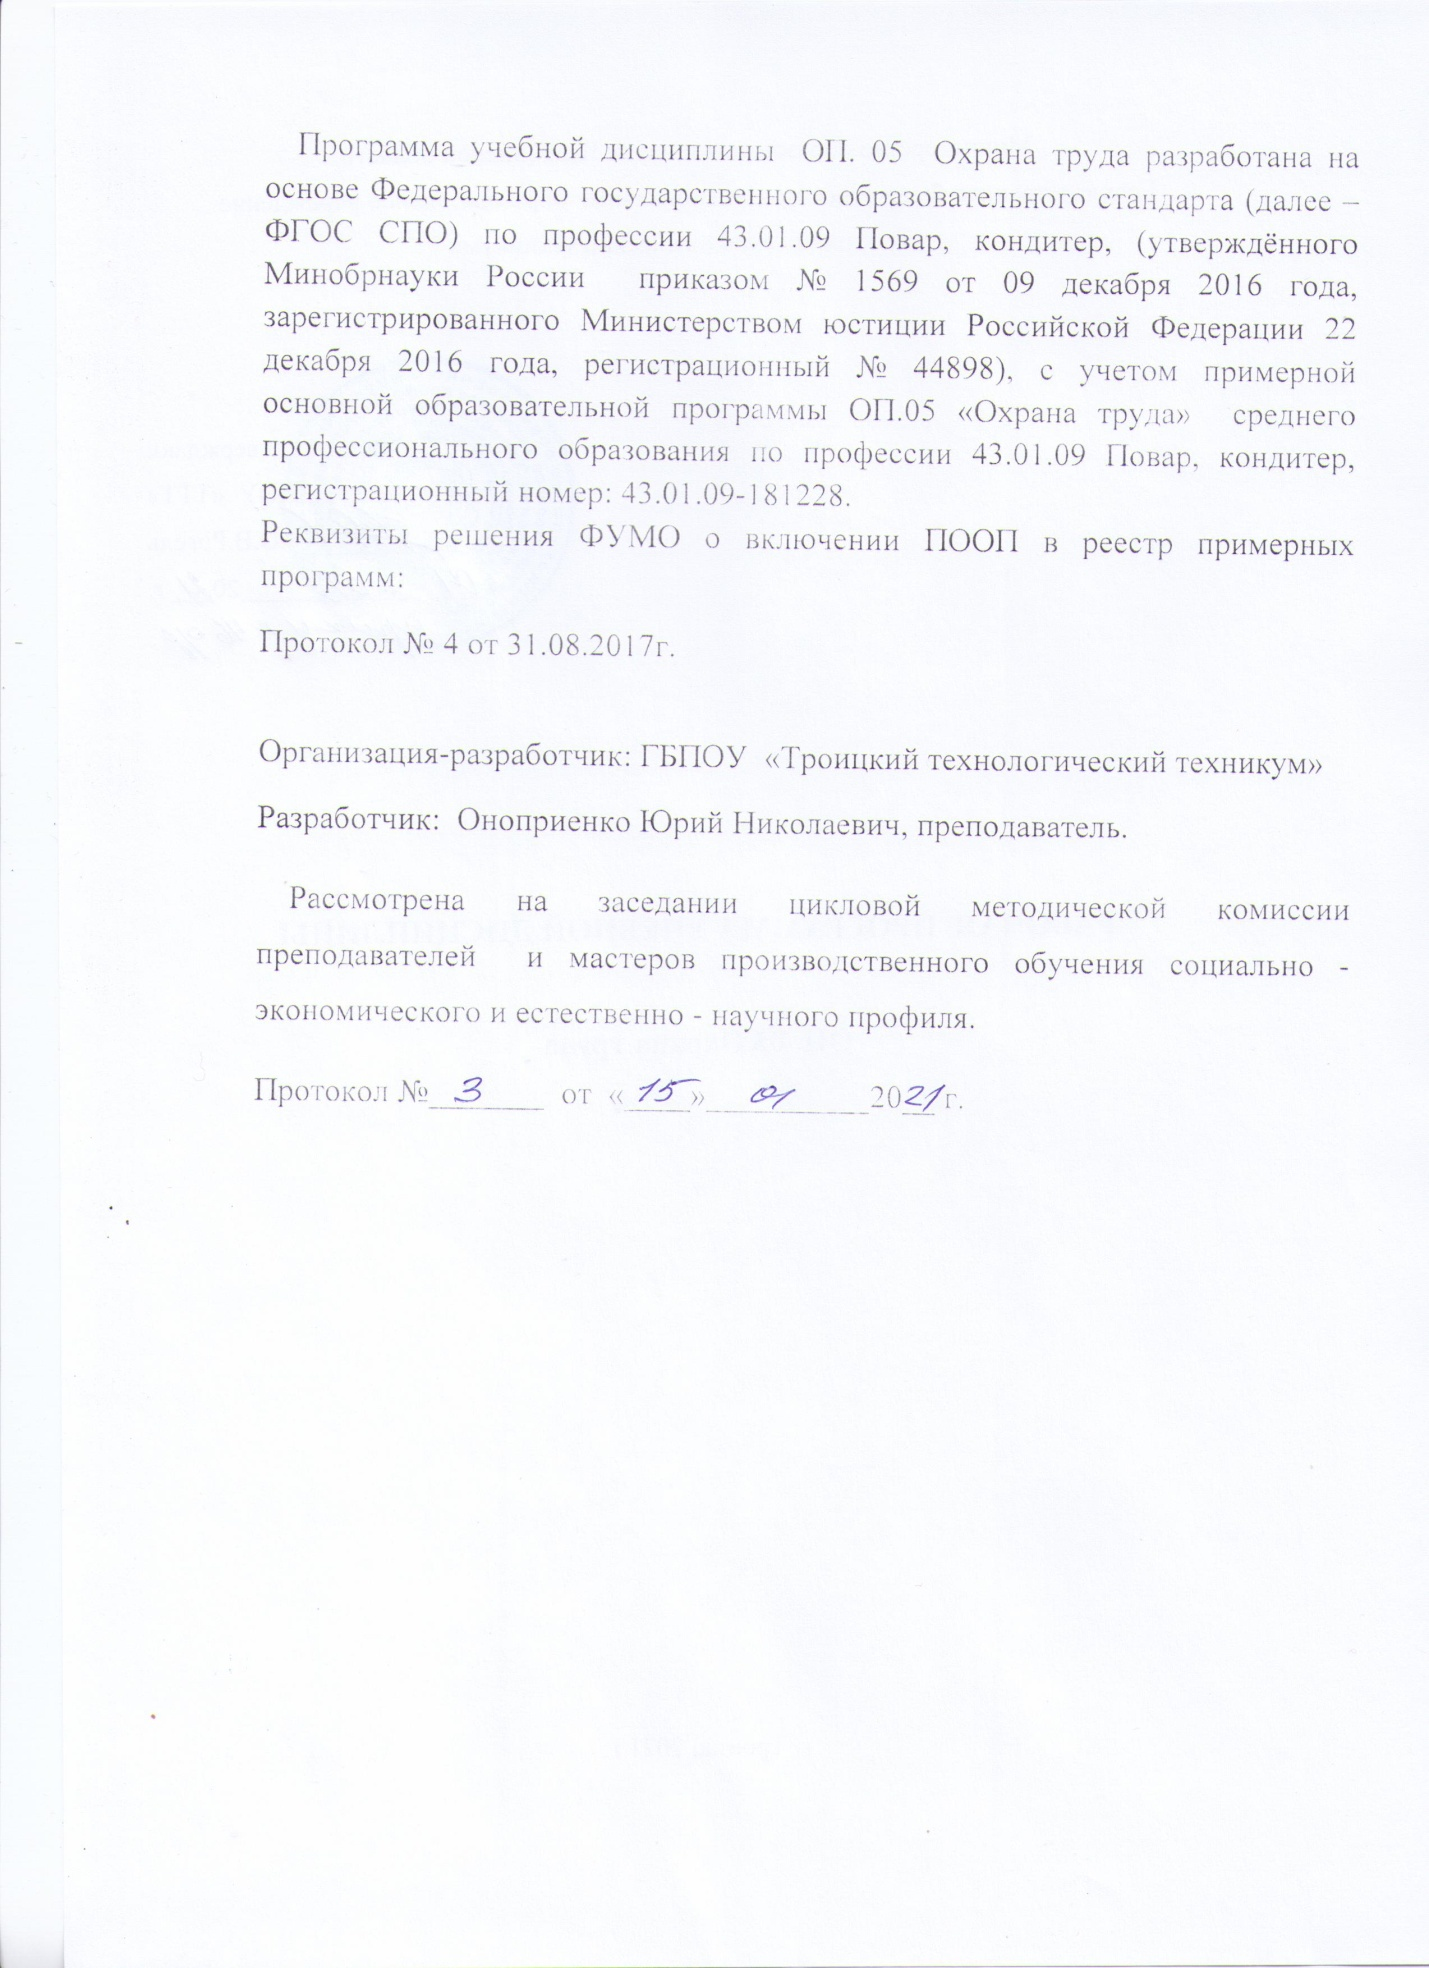 Программа учебной дисциплины ОП. 05 Охрана труда разработана на
основе Федерального государственного образовательного стандарта (далее –
ФГОС СПО) по профессии 43.01.09 Повар, кондитер, (утверждённого
Минобрнауки России приказом № 1569 от 09 декабря 2016 года,
зарегистрированного Министерством юстиции Российской Федерации 22
декабря 2016 года, регистрационный № 44898), с учетом примерной
основной образовательной программы ОП.05 «Охрана труда» среднего
профессионального образования по профессии 43.01.09 Повар, кондитер,
регистрационный номер: 43.01.09-181228.
Реквизиты решения ФУМО о включении ПООП в реестр примерных
программ:
Протокол № 4 от 31.08.2017г.
Организация-разработчик: ГБПОУ «Троицкий технологический техникум»
Разработчик: Оноприенко Юрий Николаевич, преподаватель.
Рассмотрена на заседании цикловой методической комиссии
преподавателей и мастеров производственного обучения социально -
экономического и естественно - научного профиля.
Протокол № 3 от «15» 01 2021 г.